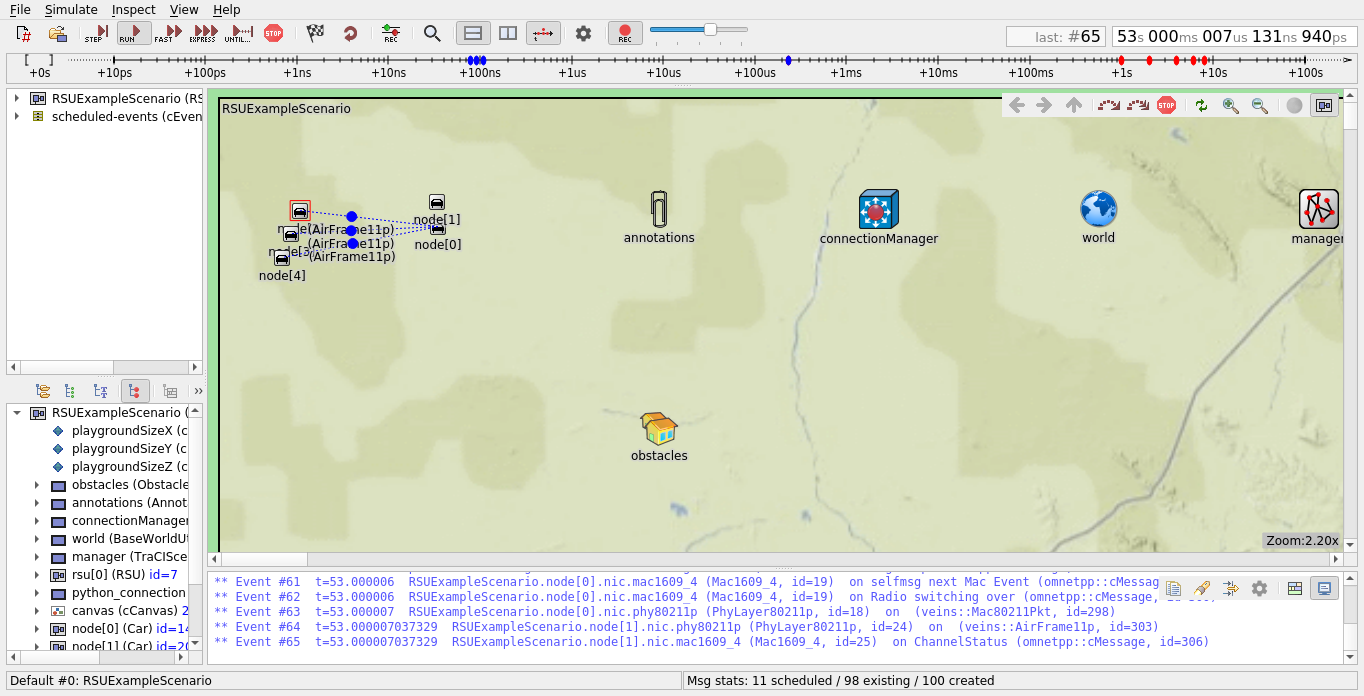 File Simulate Inspect View Help
STEP RUN FAST EXPRESS UNTIL... STOP REC REC last: #65 53s 000ms 007us 131ns 940ps
+0s +10ps +100ps +1ns +10ns +100ns +1us +10us +100us +1ms +10ms +100ms +1s +10s +100s
RSUExampleScenario (RS
scheduled-events (cEven
RSUExampleScenario
STOP
node[1]
(AirFrame11p)
(AirFrame11p)
node[0]
(AirFrame11p)
node[4]
annotations
connectionManager
world
manager
obstacles
Zoom:2.20x
RSUExampleScenario (
playgroundSizeX (c
playgroundSizeY (c
playgroundSizeZ (c
obstacles (Obstacle
annotations (Annot
connectionManager
world (BaseWorldUt
manager (TraCISce
rsu[0] (RSU) id=7
python_connection
canvas (cCanvas) 2
node[0] (Car) id=14
node[1] (Car) id=20
** Event #61 t=53.000006 RSUExampleScenario.node[0].nic.mac1609_4 (Mac1609_4, id=19) on selfmsg next Mac Event (omnetpp::cMessag
** Event #62 t=53.000006 RSUExampleScenario.node[0].nic.mac1609_4 (Mac1609_4, id=19) on Radio switching over (omnetpp::cMessage,
** Event #63 t=53.000007 RSUExampleScenario.node[0].nic.phy80211p (PhyLayer80211p, id=18) on (veins::Mac80211Pkt, id=298)
** Event #64 t=53.000007037329 RSUExampleScenario.node[1].nic.phy80211p (PhyLayer80211p, id=24) on (veins::AirFrame11p, id=303)
** Event #65 t=53.000007037329 RSUExampleScenario.node[1].nic.mac1609_4 (Mac1609_4, id=25) on ChannelStatus (omnetpp::cMessage, id=306)
Default #0: RSUExampleScenario
Msg stats: 11 scheduled / 98 existing / 100 created